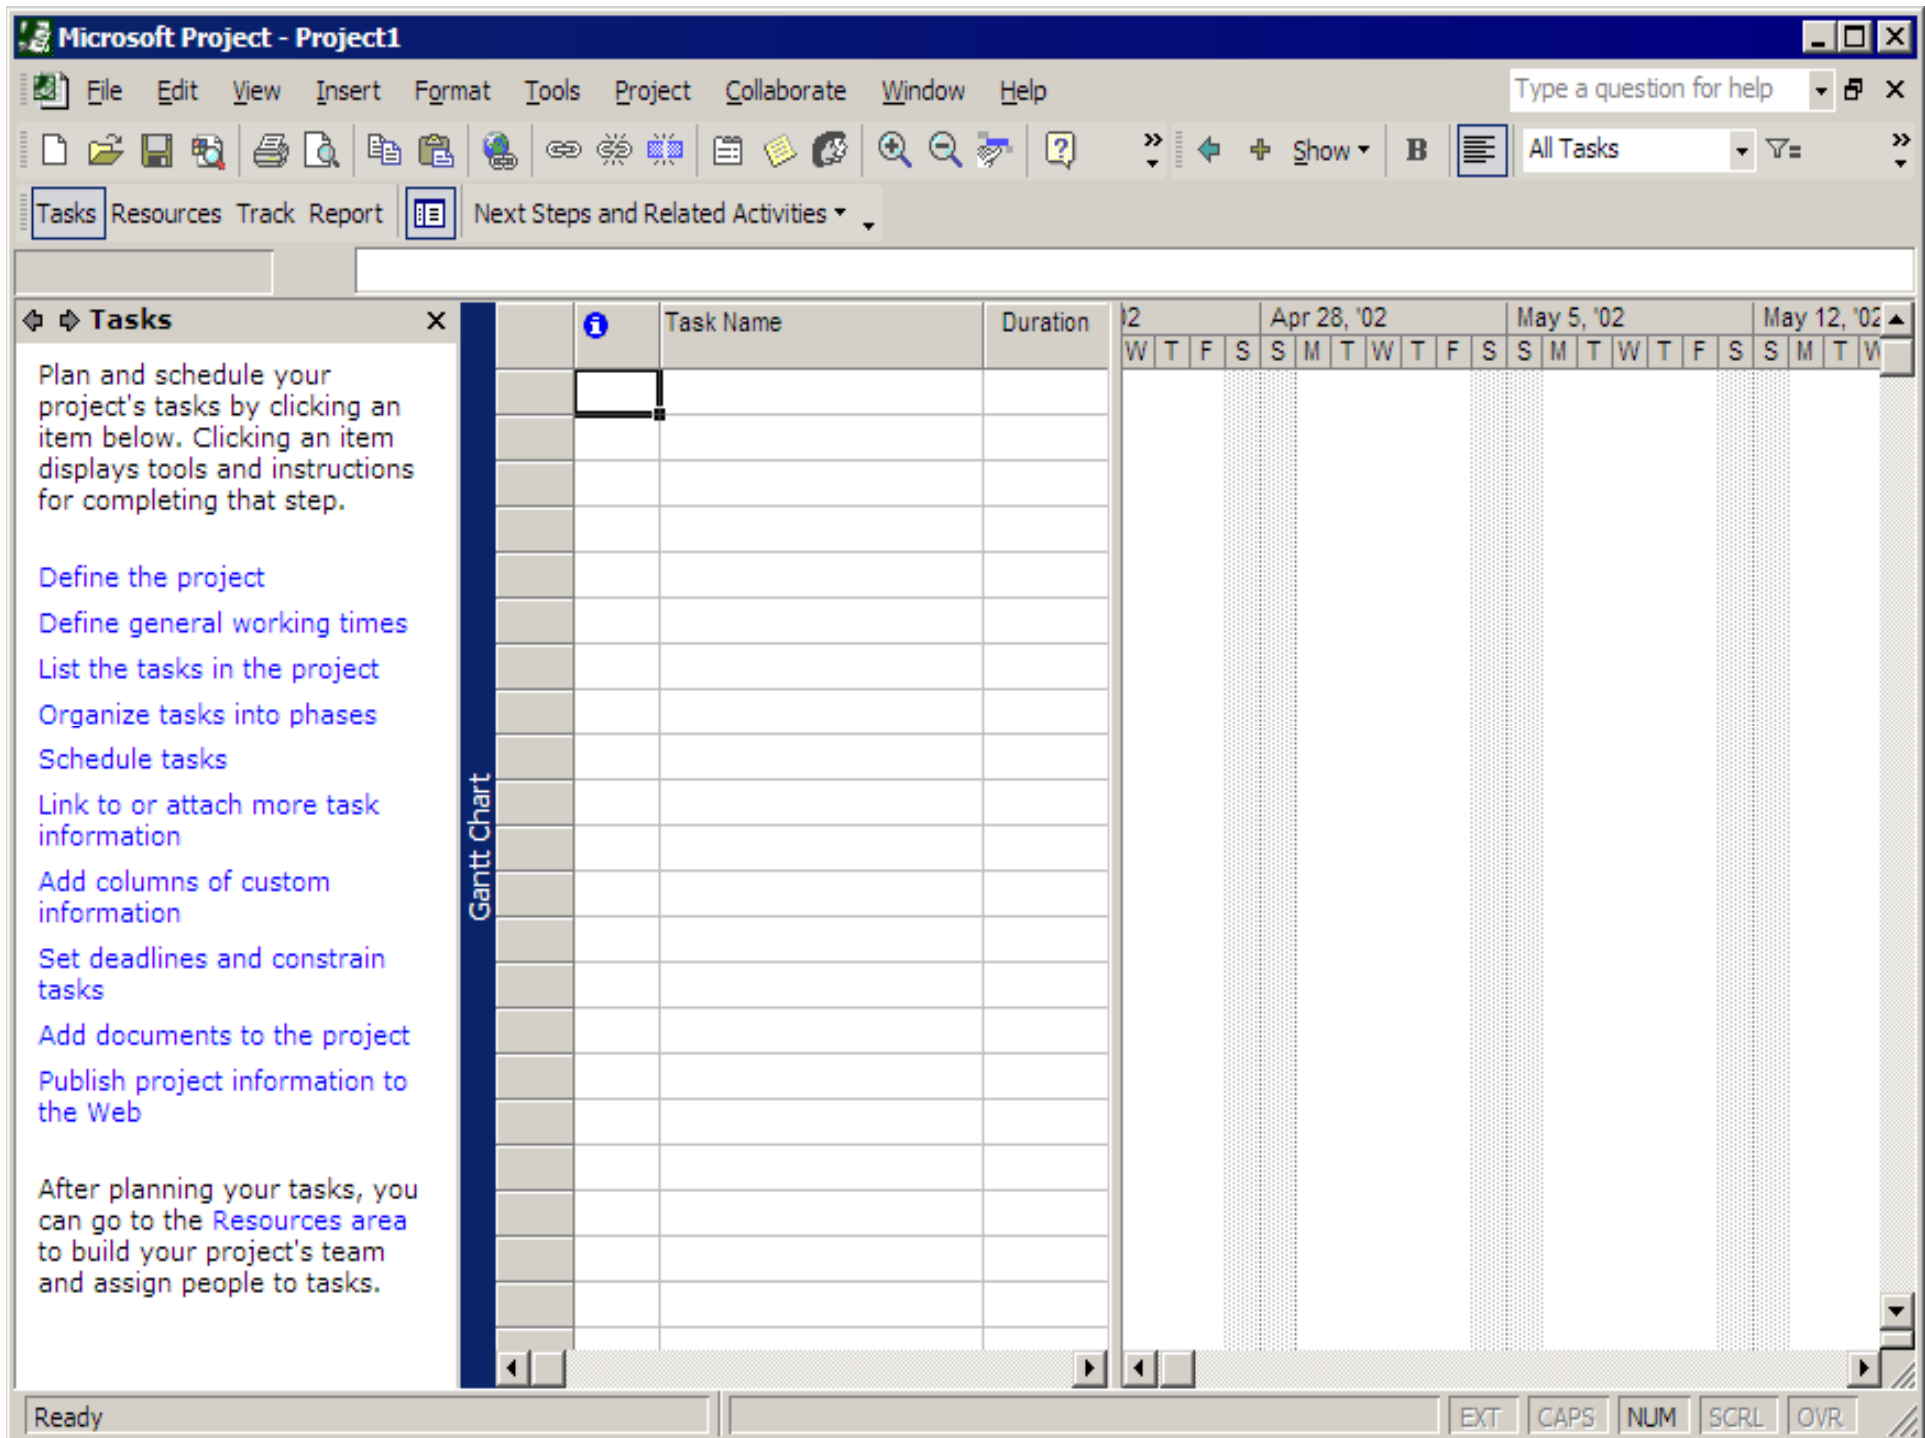 Microsoft Project - Project1
File Edit View Insert Format Tools Project Collaborate Window Help Type a question for help
Show B All Tasks
Tasks Resources Track Report Next Steps and Related Activities
Tasks
Plan and schedule your
project's tasks by clicking an
item below. Clicking an item
displays tools and instructions
for completing that step.
Define the project
Define general working times
List the tasks in the project
Organize tasks into phases
Schedule tasks
Link to or attach more task
information
Add columns of custom
information
Set deadlines and constrain
tasks
Add documents to the project
Publish project information to
the Web
After planning your tasks, you
can go to the Resources area
to build your project's team
and assign people to tasks.
Gantt Chart
Task Name Duration
Apr 28, '02 May 5, '02 May 12, '02
W T F S S M T W T F S S M T W T F S S M T W
Ready EXT CAPS NUM SCRL OVR